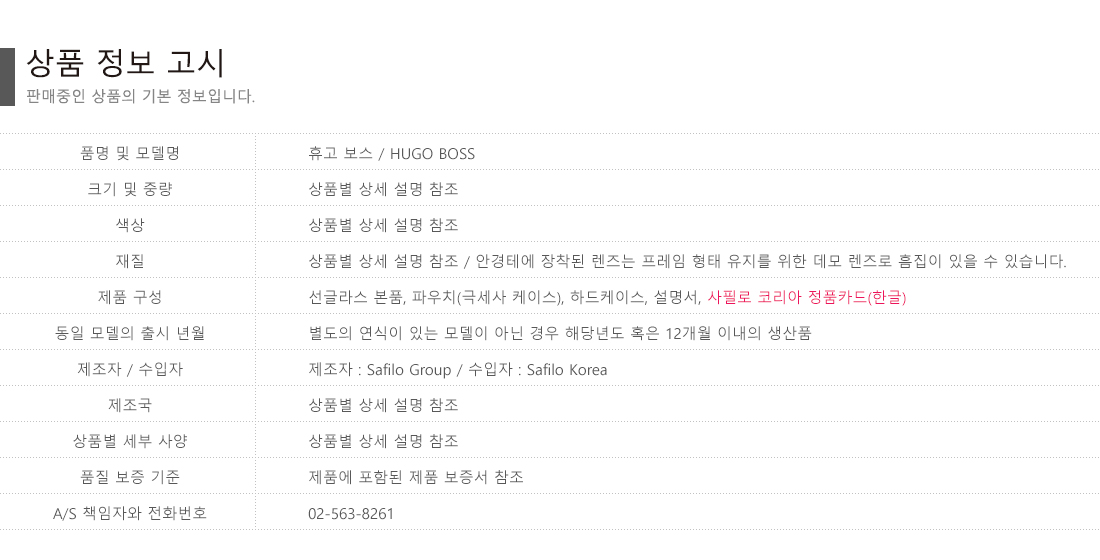 상품 정보 고시
판매중인 상품의 기본 정보입니다.
품명 및 모델명 휴고 보스 / HUGO BOSS
크기 및 중량 상품별 상세 설명 참조
색상 상품별 상세 설명 참조
재질 상품별 상세 설명 참조 / 안경테에 장착된 렌즈는 프레임 형태 유지를 위한 데모 렌즈로 흠집이 있을 수 있습니다.
제품 구성 선글라스 본품, 파우치(극세사 케이스), 하드케이스, 설명서, 사필로 코리아 정품카드(한글)
동일 모델의 출시 년월 별도의 연식이 있는 모델이 아닌 경우 해당년도 혹은 12개월 이내의 생산품
제조자 / 수입자 제조자 : Safilo Group / 수입자 : Safilo Korea
제조국 상품별 상세 설명 참조
상품별 세부 사양 상품별 상세 설명 참조
품질 보증 기준 제품에 포함된 제품 보증서 참조
A/S 책임자와 전화번호 02-563-8261